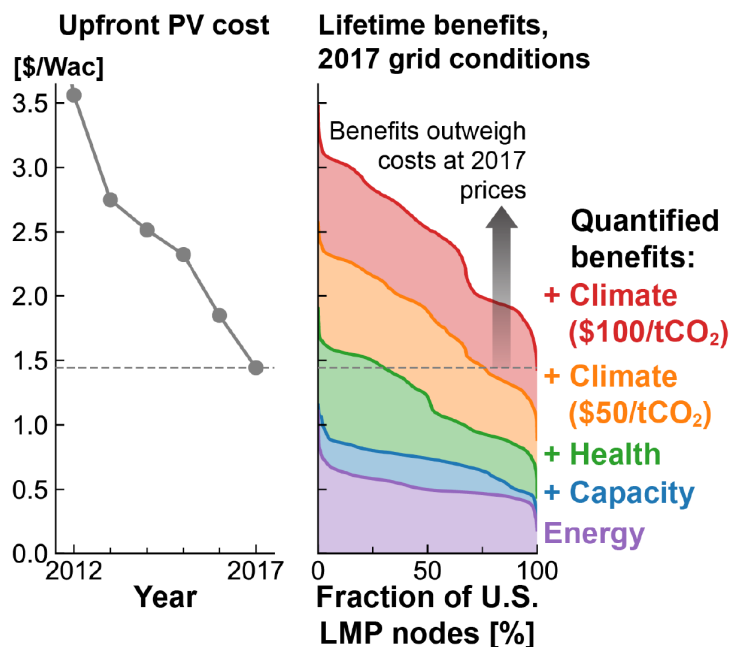 Upfront PV cost
[$/Wac]
3.5
3.0
2.5
2.0
1.5
1.0
0.5
0.0
2012
2017
Year
Lifetime benefits,
2017 grid conditions
Benefits outweigh
costs at 2017
prices
0
50
100
Fraction of U.S.
LMP nodes [%]
Quantified
benefits:
+ Climate
($100/tCO₂)
+ Climate
($50/tCO₂)
+ Health
+ Capacity
Energy